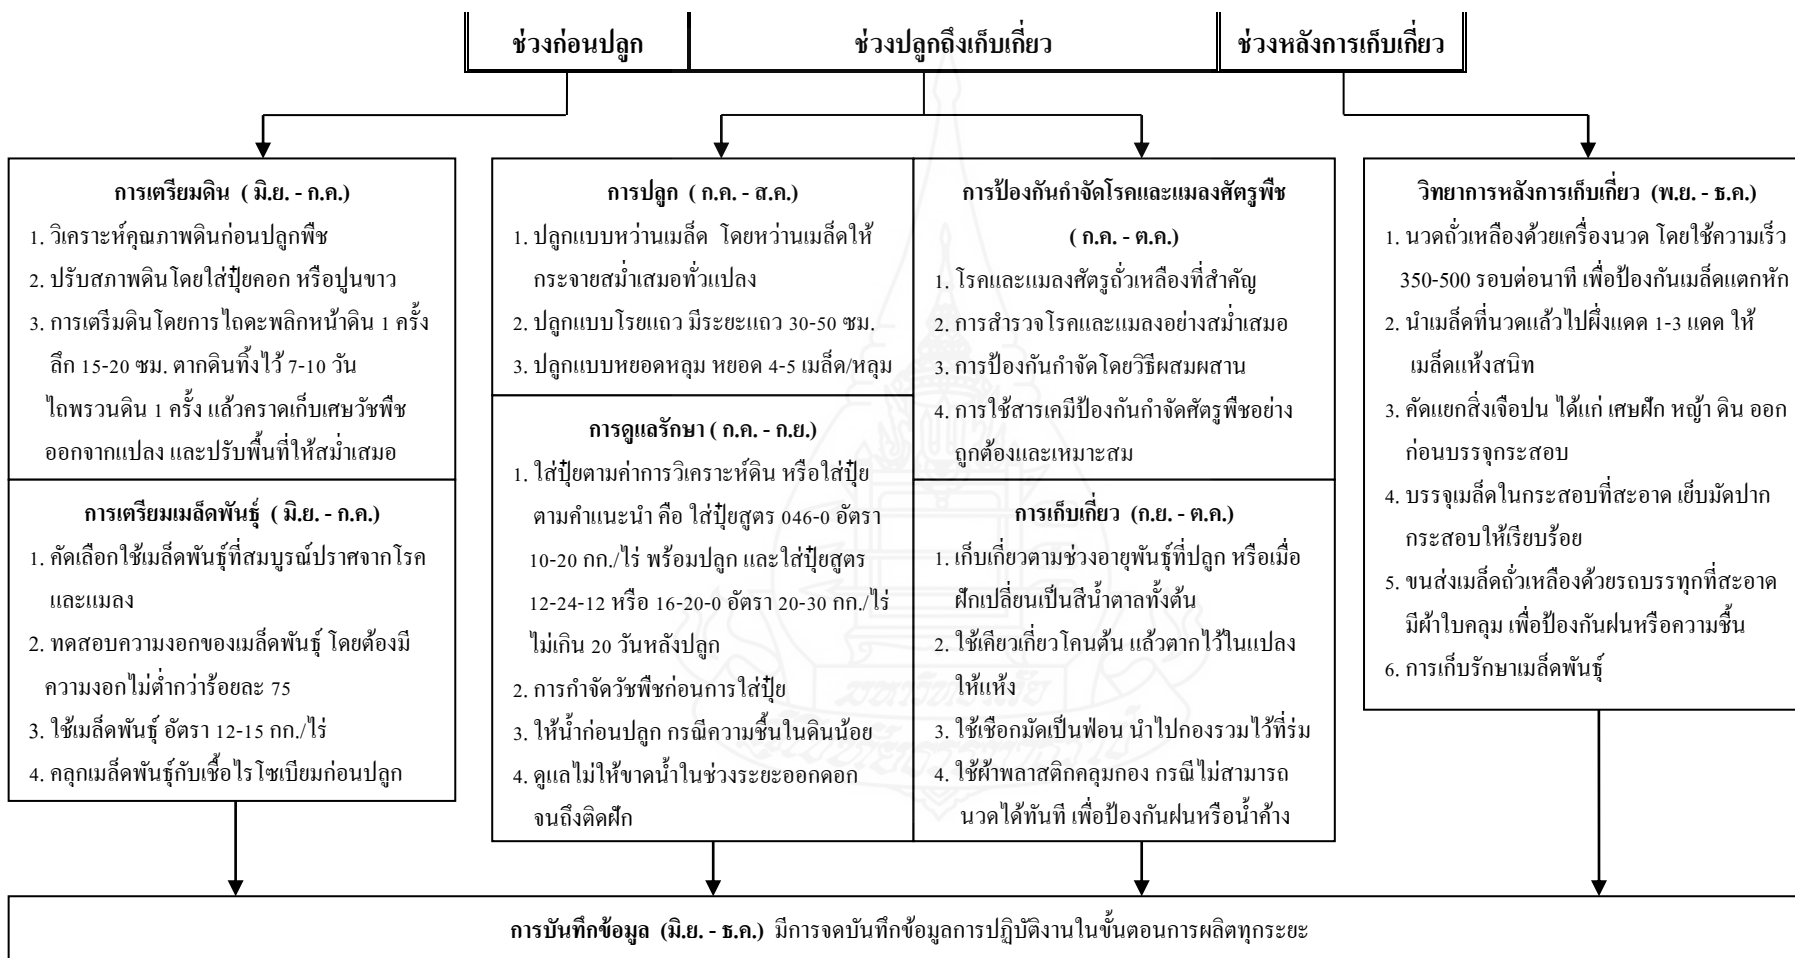 ช่วงก่อนปลูก
ช่วงปลูกถึงเก็บเกี่ยว
ช่วงหลังการเก็บเกี่ยว
การเตรียมดิน ( มิ.ย. - ก.ค.)
1. วิเคราะห์คุณภาพดินก่อนปลูกพืช
2. ปรับสภาพดินโดยใส่ปุ๋ยคอก หรือปูนขาว
3. การเตรีมดินโดยการไถดะพลิกหน้าดิน 1 ครั้ง
ลึก 15-20 ซม. ตากดินทิ้งไว้ 7-10 วัน
ไถพรวนดิน 1 ครั้ง แล้วคราดเก็บเศษวัชพืช
ออกจากแปลง และปรับพื้นที่ให้สม่ำเสมอ
การเตรียมเมล็ดพันธุ์ ( มิ.ย. - ก.ค.)
1. คัดเลือกใช้เมล็ดพันธุ์ที่สมบูรณ์ปราศจากโรค
และแมลง
2. ทดสอบความงอกของเมล็ดพันธุ์ โดยต้องมี
ความงอกไม่ต่ำกว่าร้อยละ 75
3. ใช้เมล็ดพันธุ์ อัตรา 12-15 กก./ไร่
4. คลุกเมล็ดพันธุ์กับเชื้อไรโซเบียมก่อนปลูก
การปลูก ( ก.ค. - ส.ค.)
1. ปลูกแบบหว่านเมล็ด โดยหว่านเมล็ดให้
กระจายสม่ำเสมอทั่วแปลง
2. ปลูกแบบโรยแถว มีระยะแถว 30-50 ซม.
3. ปลูกแบบหยอดหลุม หยอด 4-5 เมล็ด/หลุม
การดูแลรักษา ( ก.ค. - ก.ย.)
1. ใส่ปุ๋ยตามค่าการวิเคราะห์ดิน หรือใส่ปุ๋ย
ตามคำแนะนำ คือ ใส่ปุ๋ยสูตร 046-0 อัตรา
10-20 กก./ไร่ พร้อมปลูก และใส่ปุ๋ยสูตร
12-24-12 หรือ 16-20-0 อัตรา 20-30 กก./ไร่
ไม่เกิน 20 วันหลังปลูก
2. การกำจัดวัชพืชก่อนการใส่ปุ๋ย
3. ให้น้ำก่อนปลูก กรณีความชื้นในดินน้อย
4. ดูแลไม่ให้ขาดน้ำในช่วงระยะออกดอก
จนถึงติดฝัก
การป้องกันกำจัดโรคและแมลงศัตรูพืช
( ก.ค. - ต.ค.)
1. โรคและแมลงศัตรูถั่วเหลืองที่สำคัญ
2. การสำรวจโรคและแมลงอย่างสม่ำเสมอ
3. การป้องกันกำจัดโดยวิธีผสมผสาน
4. การใช้สารเคมีป้องกันกำจัดศัตรูพืชอย่าง
ถูกต้องและเหมาะสม
การเก็บเกี่ยว (ก.ย. - ต.ค.)
1. เก็บเกี่ยวตามช่วงอายุพันธุ์ที่ปลูก หรือเมื่อ
ฝักเปลี่ยนเป็นสีน้ำตาลทั้งต้น
2. ใช้เคียวเกี่ยวโคนต้น แล้วตากไว้ในแปลง
ให้แห้ง
3. ใช้เชือกมัดเป็นฟ่อน นำไปกองรวมไว้ที่ร่ม
4. ใช้ผ้าพลาสติกคลุมกอง กรณีไม่สามารถ
นวดได้ทันที เพื่อป้องกันฝนหรือน้ำค้าง
วิทยาการหลังการเก็บเกี่ยว (พ.ย. - ธ.ค.)
1. นวดถั่วเหลืองด้วยเครื่องนวด โดยใช้ความเร็ว
350-500 รอบต่อนาที เพื่อป้องกันเมล็ดแตกหัก
2. นำเมล็ดที่นวดแล้วไปผึ่งแดด 1-3 แดด ให้
เมล็ดแห้งสนิท
3. คัดแยกสิ่งเจือปน ได้แก่ เศษฝัก หญ้า ดิน ออก
ก่อนบรรจุกระสอบ
4. บรรจุเมล็ดในกระสอบที่สะอาด เย็บมัดปาก
กระสอบให้เรียบร้อย
5. ขนส่งเมล็ดถั่วเหลืองด้วยรถบรรทุกที่สะอาด
มีผ้าใบคลุม เพื่อป้องกันฝนหรือความชื้น
6. การเก็บรักษาเมล็ดพันธุ์
การบันทึกข้อมูล (มิ.ย. - ธ.ค.) มีการจดบันทึกข้อมูลการปฏิบัติงานในขั้นตอนการผลิตทุกระยะ
มหาวิทยาลัย
สุโขทัยธรรมาธิราช